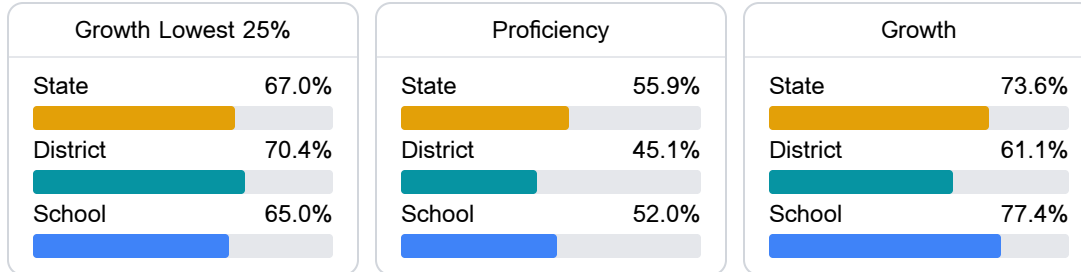 Growth Lowest 25%
State 67.0%
District 70.4%
School 65.0%
Proficiency
State 55.9%
District 45.1%
School 52.0%
Growth
State 73.6%
District 61.1%
School 77.4%